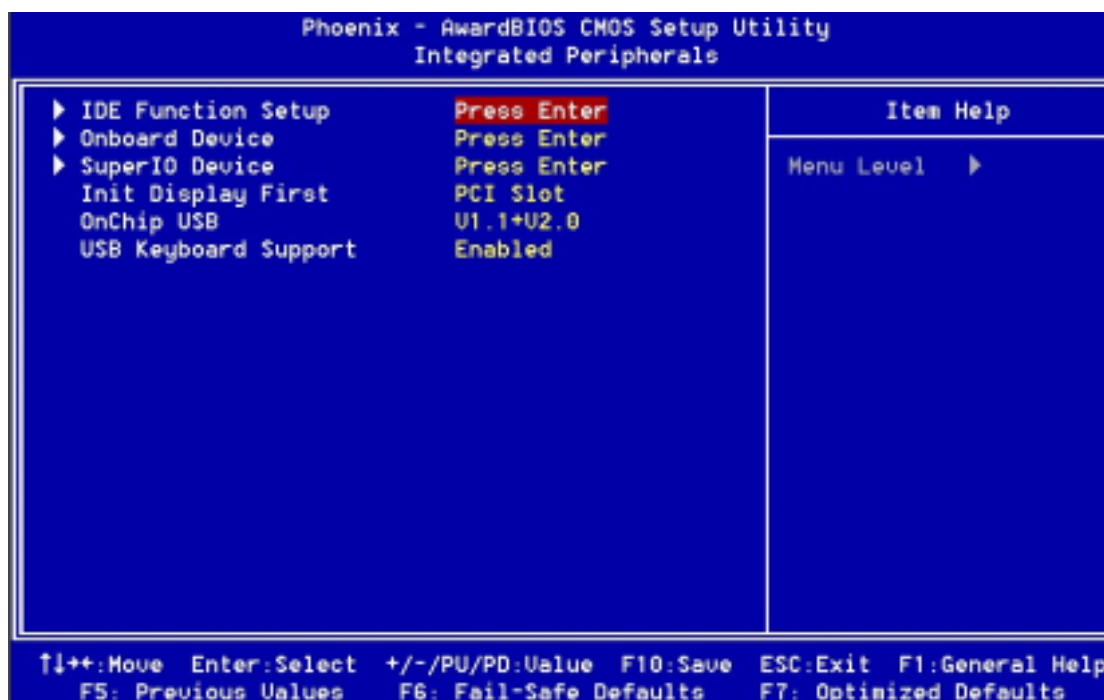 Phoenix - AwardBIOS CMOS Setup Utility
Integrated Peripherals
IDE Function Setup Press Enter
Onboard Device Press Enter
SuperIO Device Press Enter
Init Display First PCI Slot
OnChip USB V1.1+V2.0
USB Keyboard Support Enabled
Item Help
Menu Level
↑↓→←:Move Enter:Select +/-/PU/PD:Value F10:Save ESC:Exit F1:General Help
F5: Previous Values F6: Fail-Safe Defaults F7: Optimized Defaults